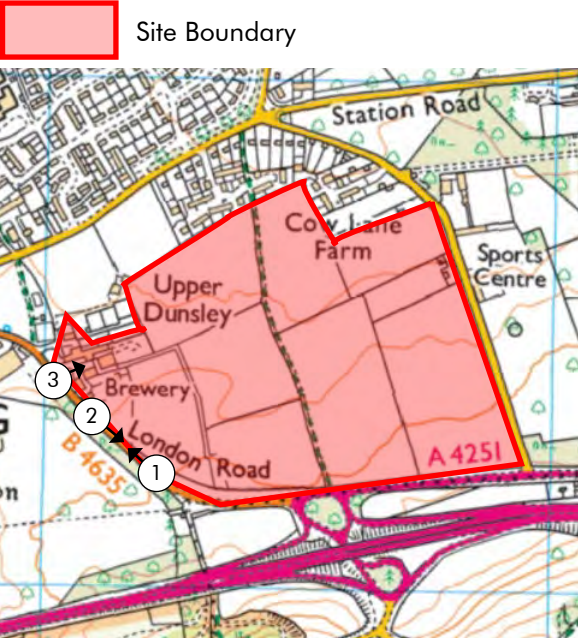 Site Boundary
Station Road
Cow Lane
Farm
Sports
Centre
Upper
Dunsley
3
Brewery
2
London Road
A 4251
B 4635
1
on